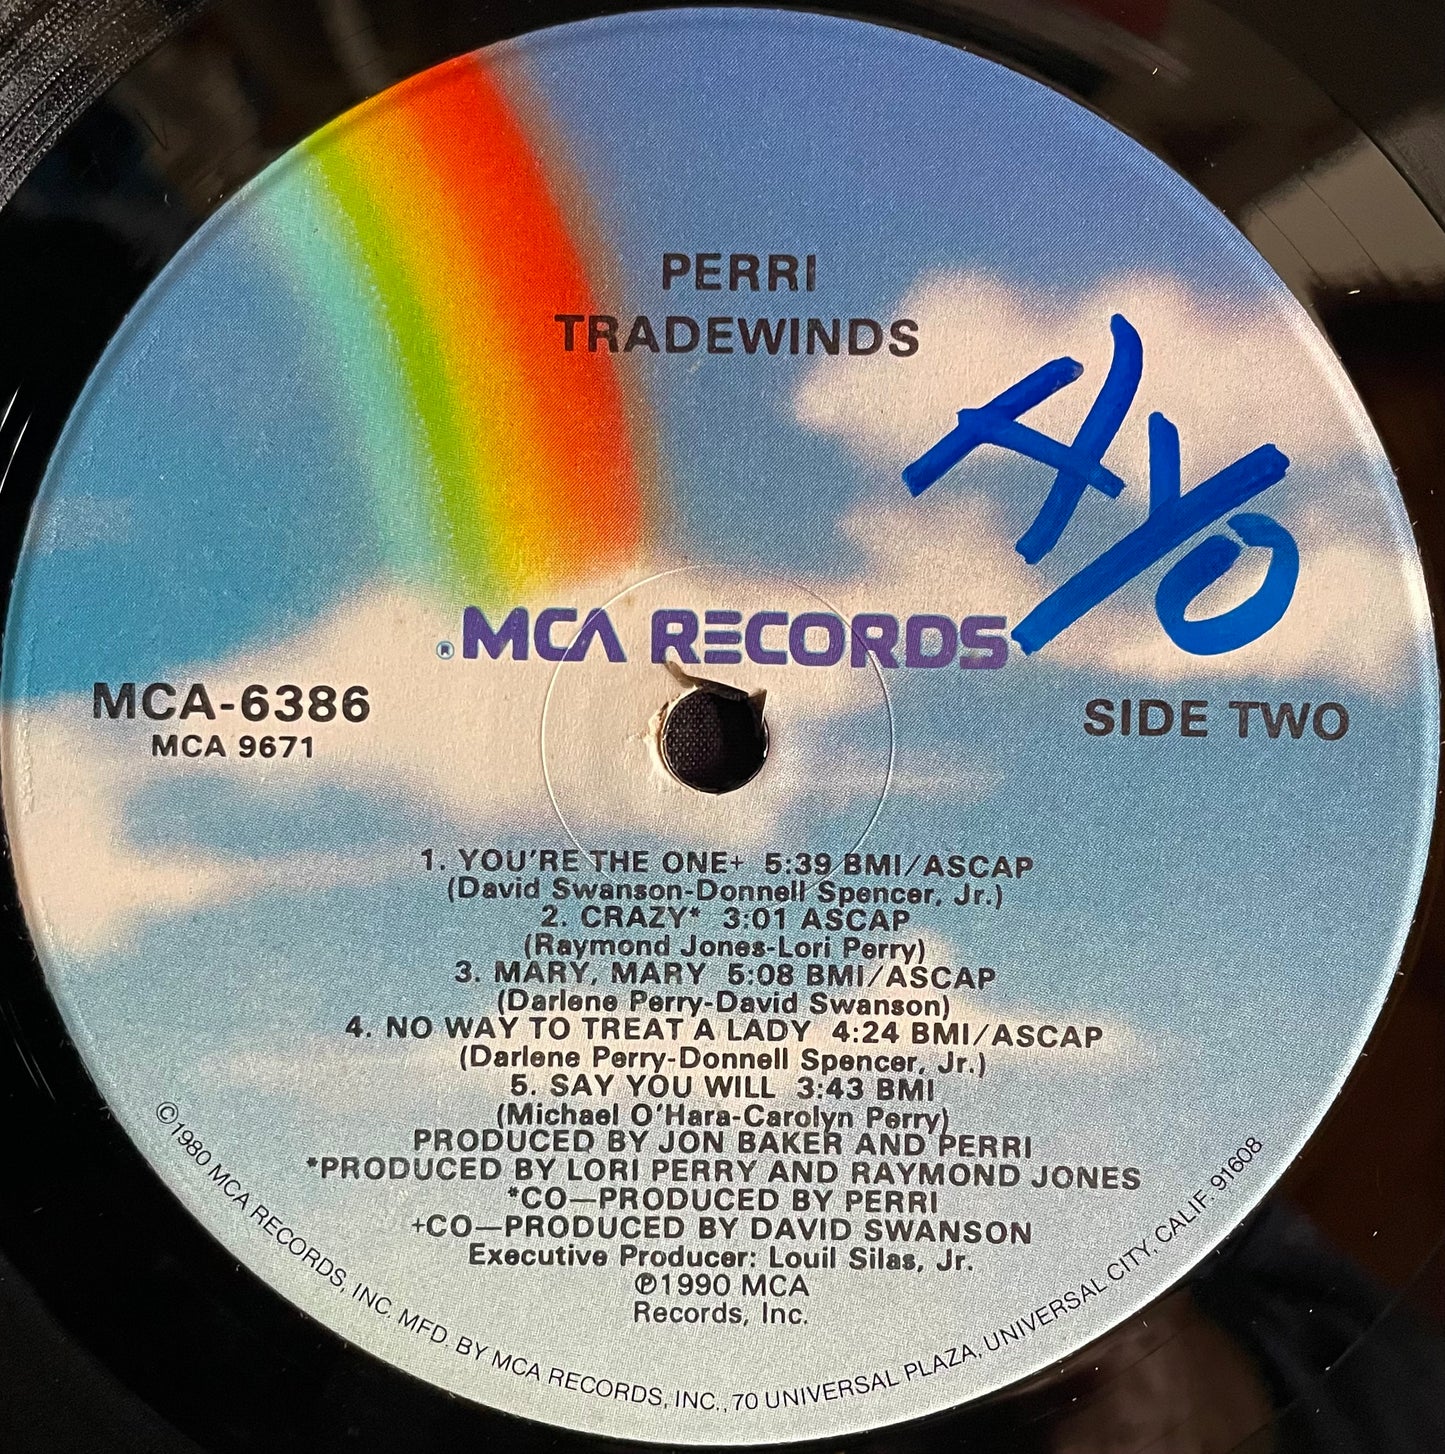 PERRI
TRADEWINDS
® MCA RECORDS
MCA-6386
MCA 9671
SIDE TWO
1. YOU'RE THE ONE+ 5:39 BMI/ASCAP
(David Swanson-Donnell Spencer, Jr.)
2. CRAZY* 3:01 ASCAP
(Raymond Jones-Lori Perry)
3. MARY, MARY 5:08 BMI/ASCAP
(Darlene Perry-David Swanson)
4. NO WAY TO TREAT A LADY 4:24 BMI/ASCAP
(Darlene Perry-Donnell Spencer, Jr.)
5. SAY YOU WILL 3:43 BMI
(Michael O'Hara-Carolyn Perry)
PRODUCED BY JON BAKER AND PERRI
*PRODUCED BY LORI PERRY AND RAYMOND JONES
*CO—PRODUCED BY PERRI
+CO—PRODUCED BY DAVID SWANSON
Executive Producer: Louil Silas, Jr.
℗1990 MCA
Records, Inc.
©1980 MCA RECORDS, INC. MFD. BY MCA RECORDS, INC., 70 UNIVERSAL PLAZA, UNIVERSAL CITY, CALIF. 91608